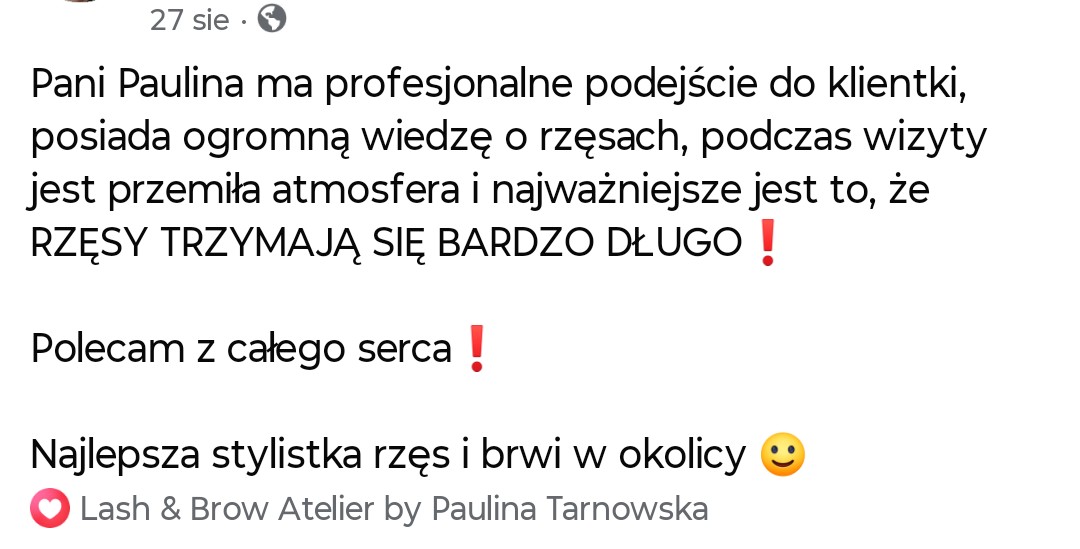 27 sie ·
Pani Paulina ma profesjonalne podejście do klientki,
posiada ogromną wiedzę o rzęsach, podczas wizyty
jest przemiła atmosfera i najważniejsze jest to, że
RZĘSY TRZYMAJĄ SIĘ BARDZO DŁUGO❗
Polecam z całego serca❗
Najlepsza stylistka rzęs i brwi w okolicy 🙂
Lash & Brow Atelier by Paulina Tarnowska